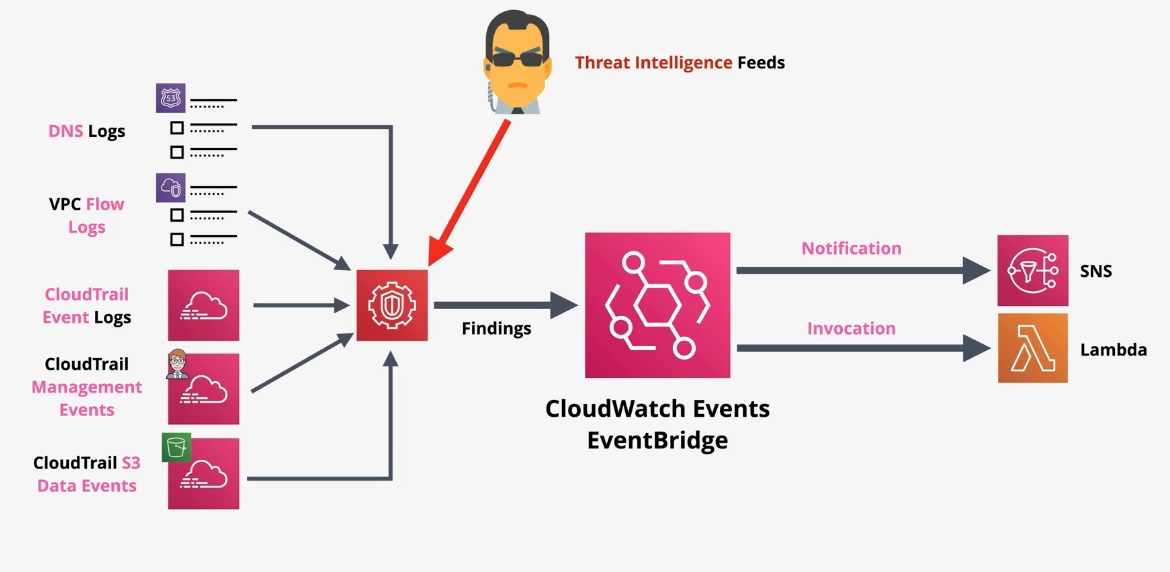 Threat Intelligence Feeds
53
DNS Logs
VPC Flow
Logs
CloudTrail
Event Logs
CloudTrail
Management
Events
CloudTrail S3
Data Events
Findings
CloudWatch Events
EventBridge
Notification
SNS
Invocation
Lambda